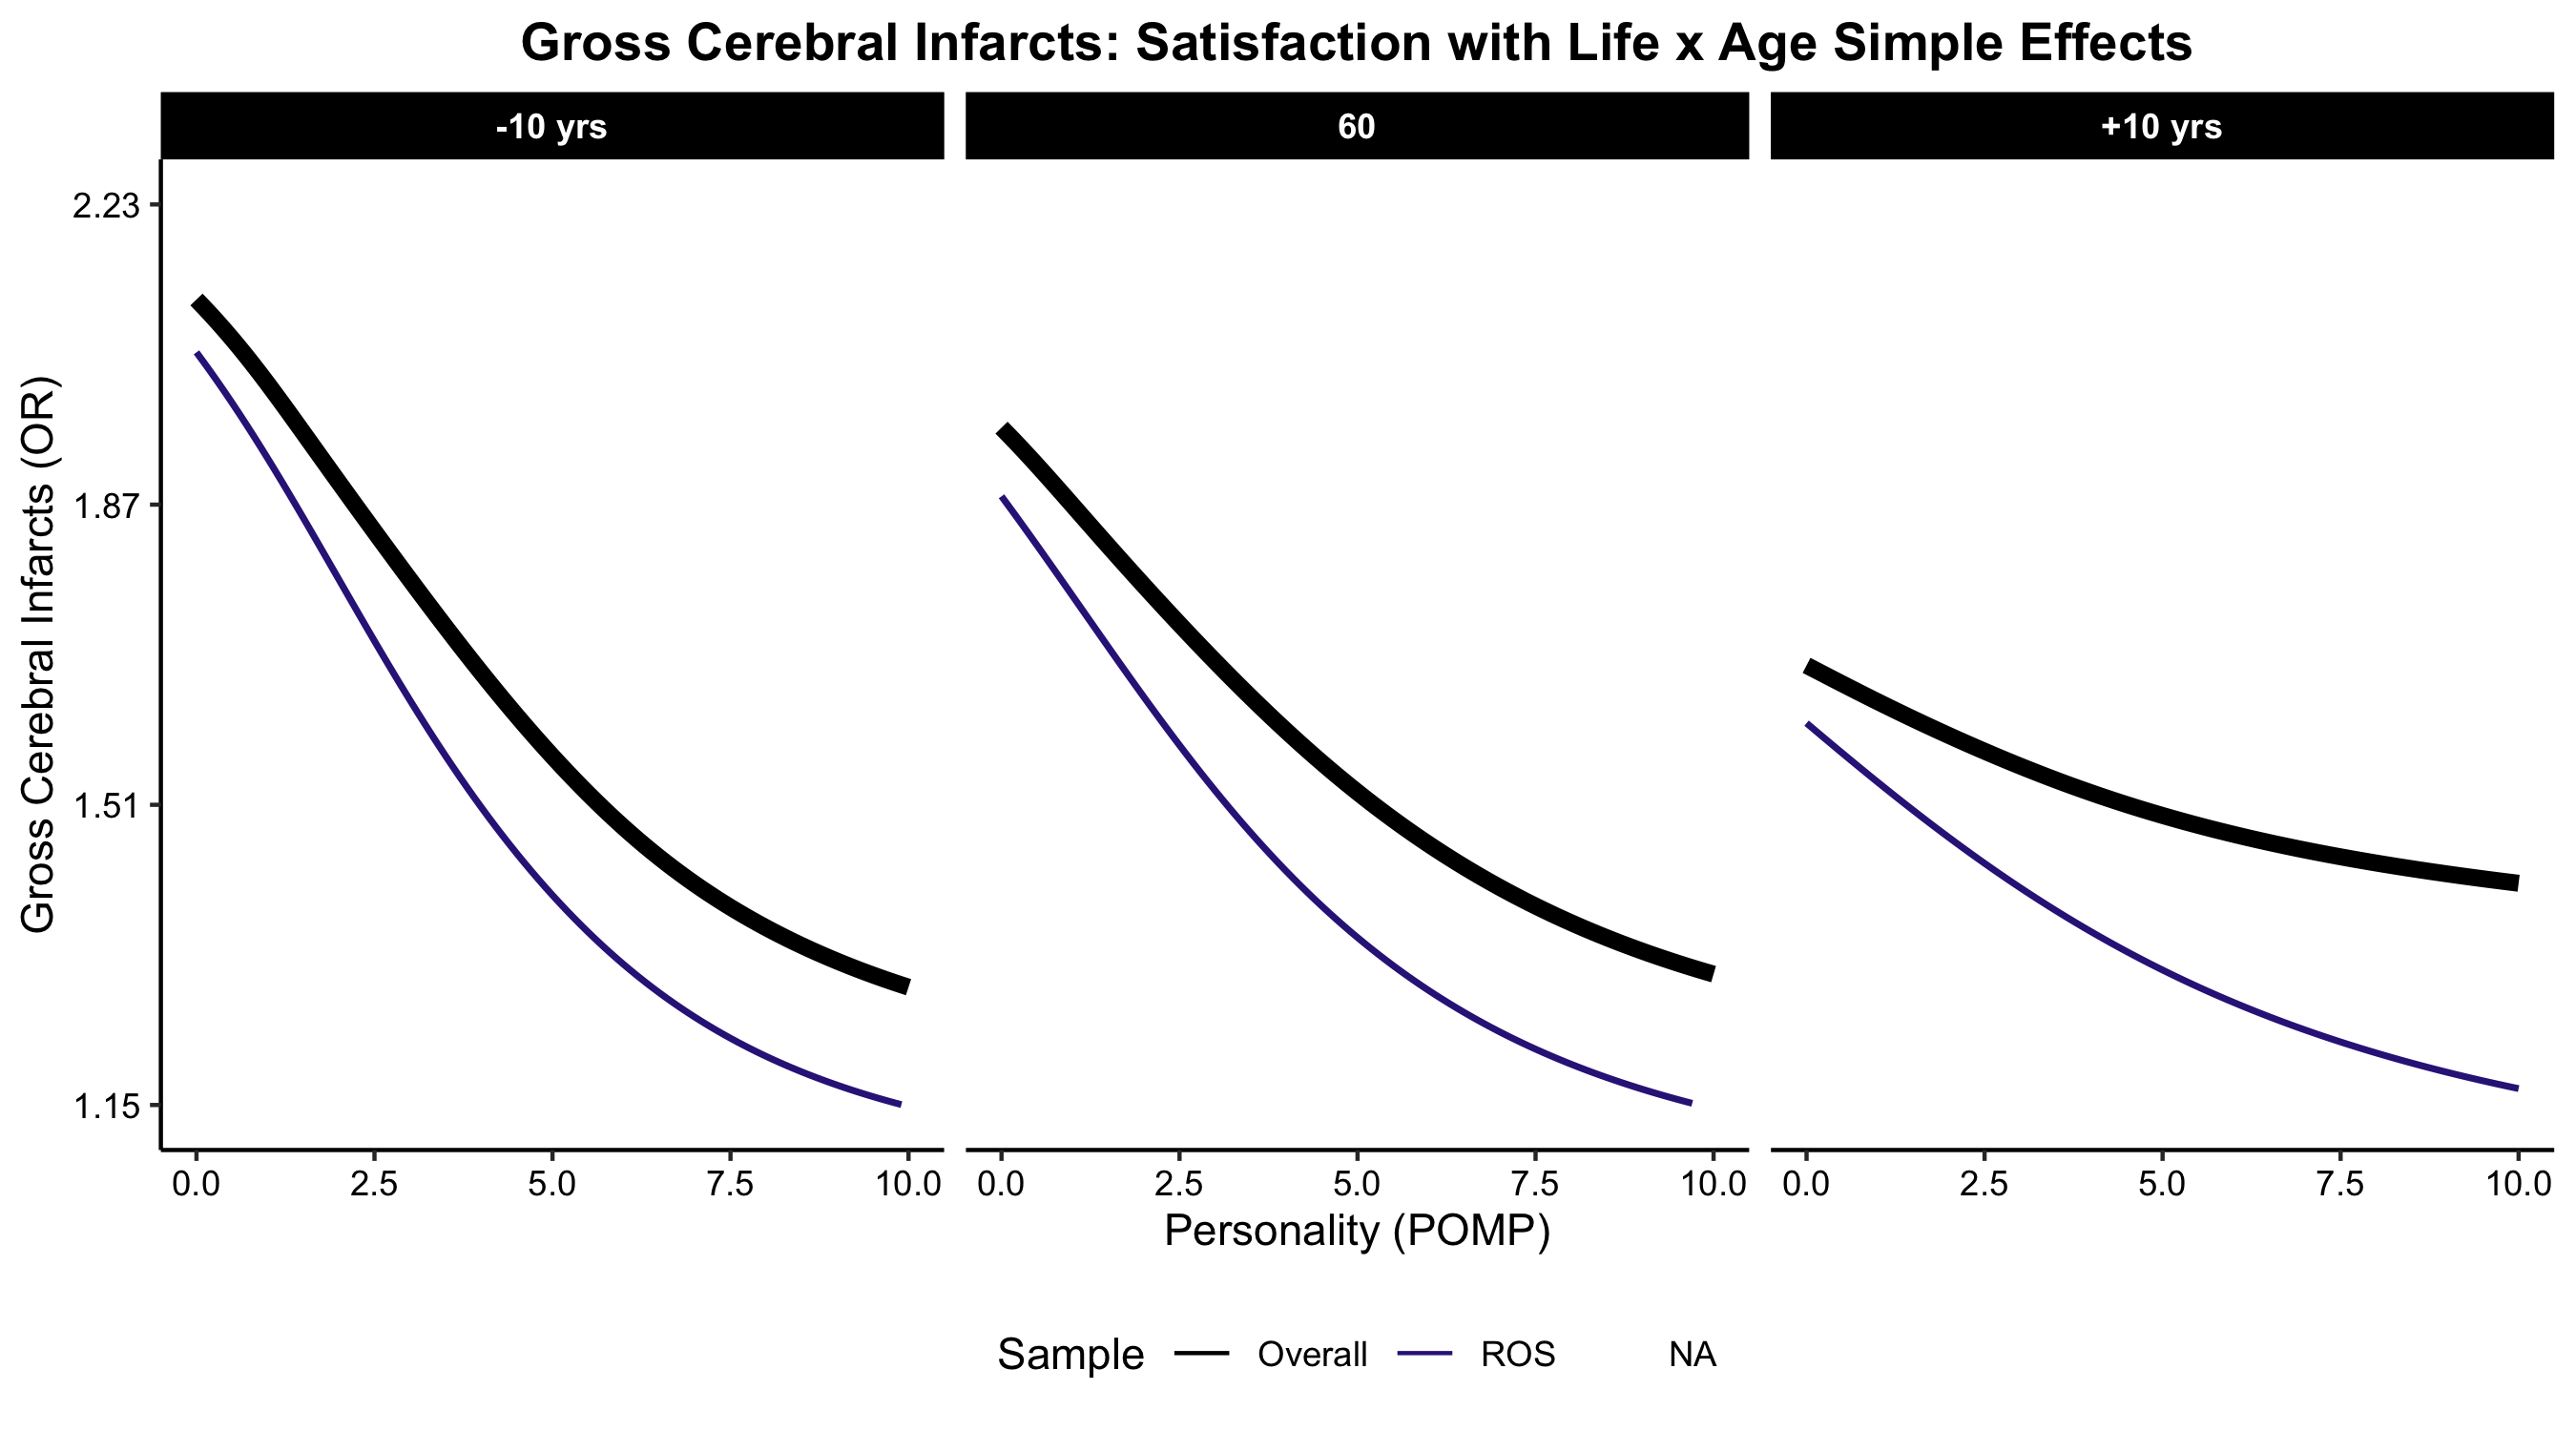 Gross Cerebral Infarcts: Satisfaction with Life x Age Simple Effects
-10 yrs 60 +10 yrs
Gross Cerebral Infarcts (OR)
2.23
1.87
1.51
1.15
0.0 2.5 5.0 7.5 10.0 0.0 2.5 5.0 7.5 10.0 0.0 2.5 5.0 7.5 10.0
Personality (POMP)
Sample Overall ROS NA